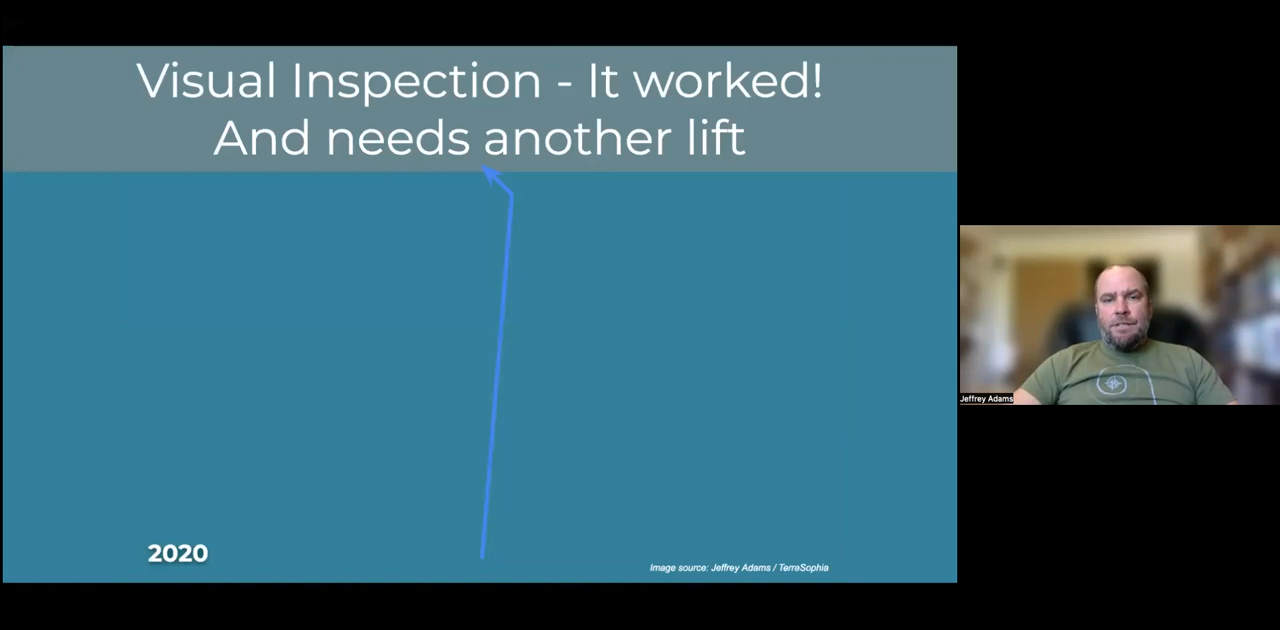 Visual Inspection - It worked!
And needs another lift
2020
Image source: Jeffrey Adams / TerraSophia
Jeffrey Adams